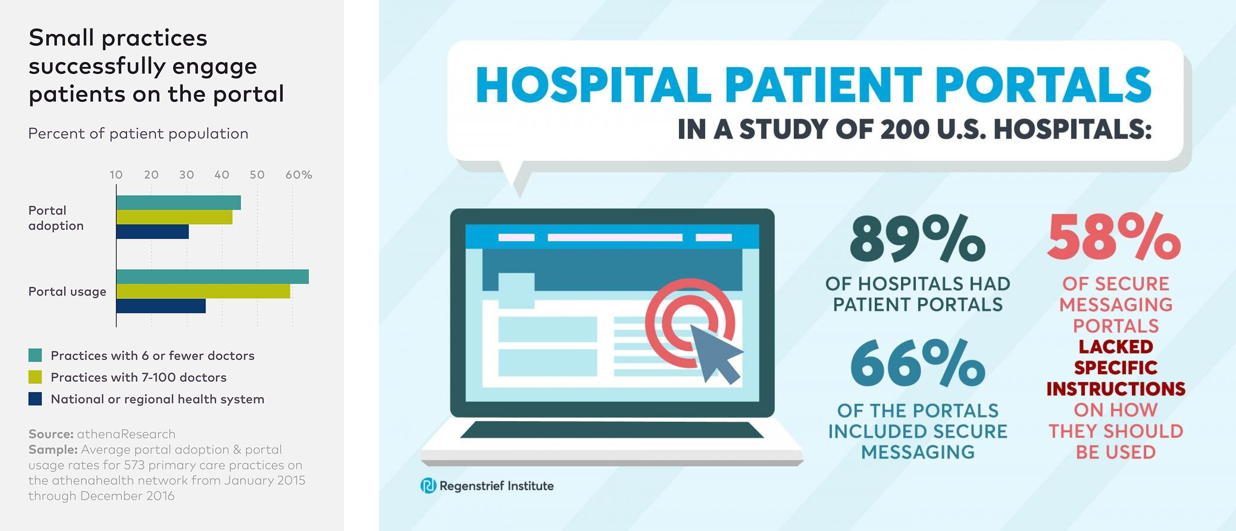 Small practices
successfully engage
patients on the portal
Percent of patient population
10 20 30 40 50 60%
Portal
adoption
Portal usage
Practices with 6 or fewer doctors
Practices with 7-100 doctors
National or regional health system
Source: athenaResearch
Sample: Average portal adoption & portal
usage rates for 573 primary care practices on
the athenahealth network from January 2015
through December 2016
HOSPITAL PATIENT PORTALS
IN A STUDY OF 200 U.S. HOSPITALS:
89%
OF HOSPITALS HAD
PATIENT PORTALS
66%
OF THE PORTALS
INCLUDED SECURE
MESSAGING
58%
OF SECURE
MESSAGING
PORTALS
LACKED
SPECIFIC
INSTRUCTIONS
ON HOW
THEY SHOULD
BE USED
Regenstrief Institute